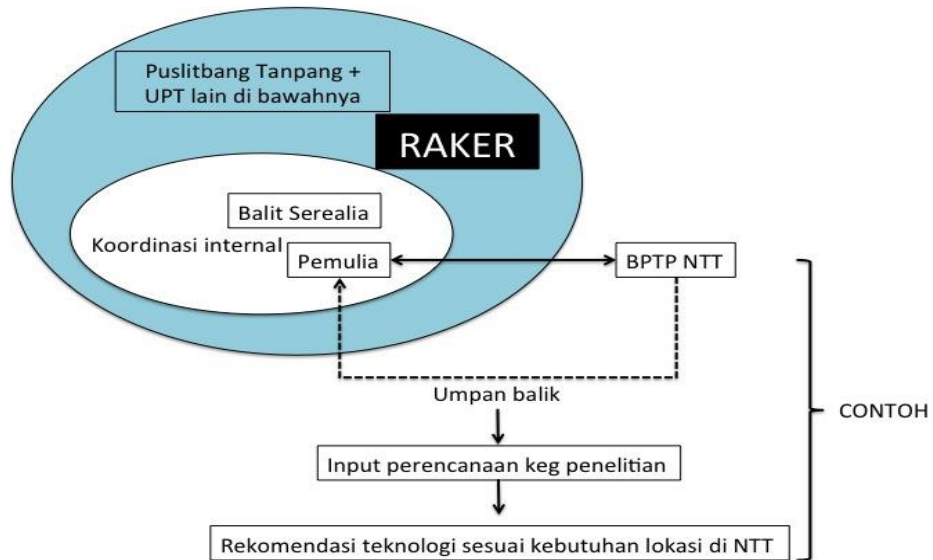 Puslitbang Tanpang +
UPT lain di bawahnya
RAKER
Balit Serealia
Koordinasi internal
Pemulia
BPTP NTT
Umpan balik
CONTOH
Input perencanaan keg penelitian
Rekomendasi teknologi sesuai kebutuhan lokasi di NTT